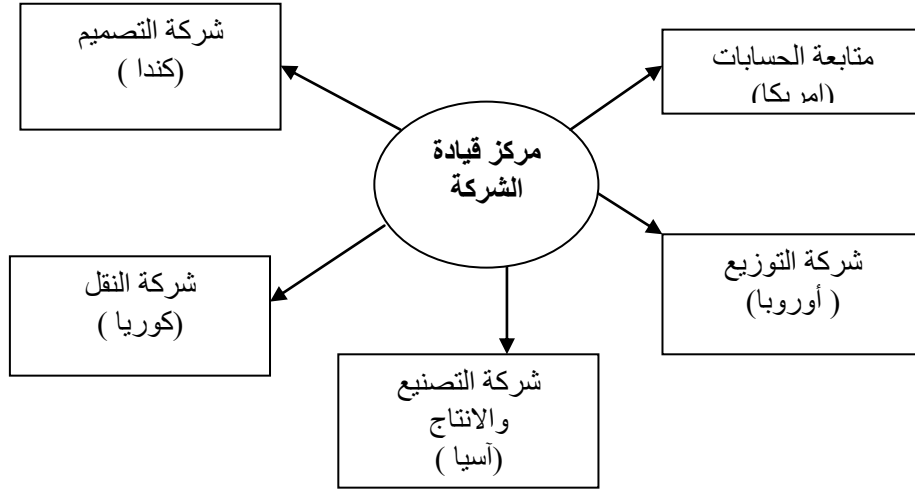 شركة التصميم
(كندا )
متابعة الحسابات
(امريكا)
مركز قيادة
الشركة
شركة التوزيع
( أوروبا)
شركة النقل
(كوريا )
شركة التصنيع
والانتاج
(آسيا )